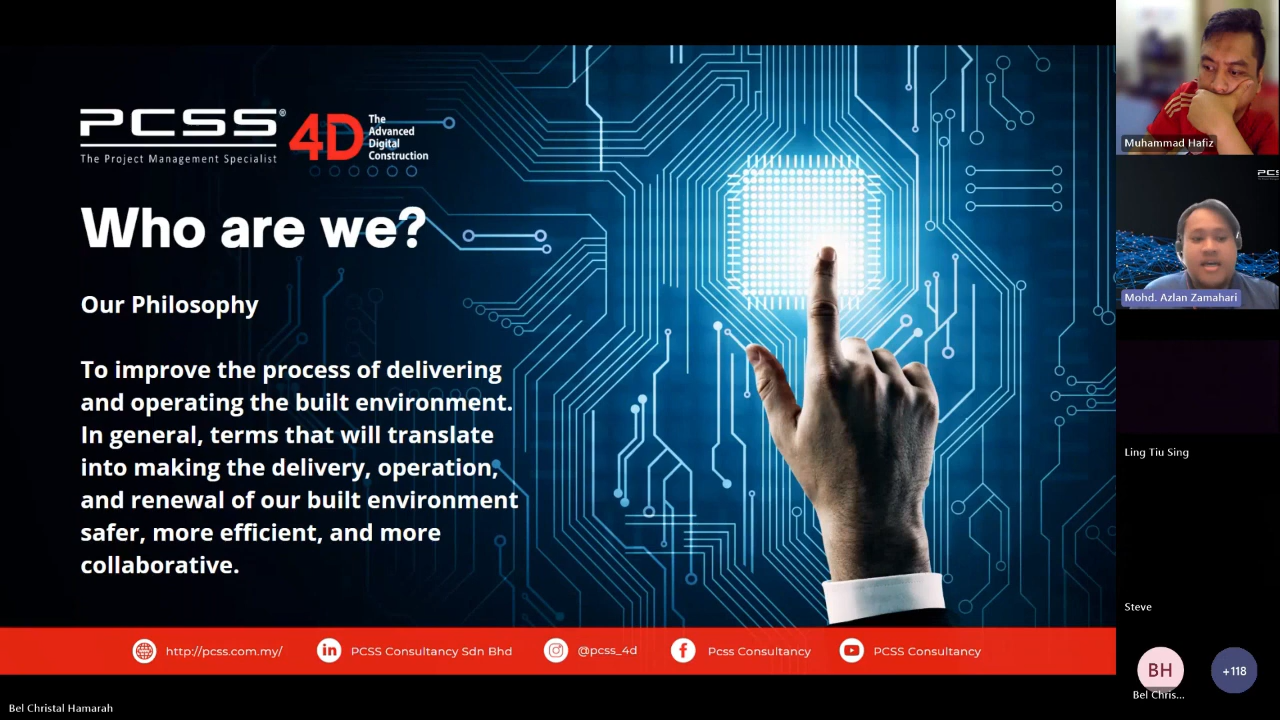 PCSS®
The Project Management Specialist
4D
The
Advanced
Digital
Construction
Who are we?
Our Philosophy
To improve the process of delivering
and operating the built environment.
In general, terms that will translate
into making the delivery, operation,
and renewal of our built environment
safer, more efficient, and more
collaborative.
http://pcss.com.my/
PCSS Consultancy Sdn Bhd
@pcss_4d
Pcss Consultancy
PCSS Consultancy
Bel Christal Hamarah
Muhammad Hafiz
PCS
Mohd. Azlan Zamahari
Ling Tiu Sing
Steve
BH
Bel Chris...
+118